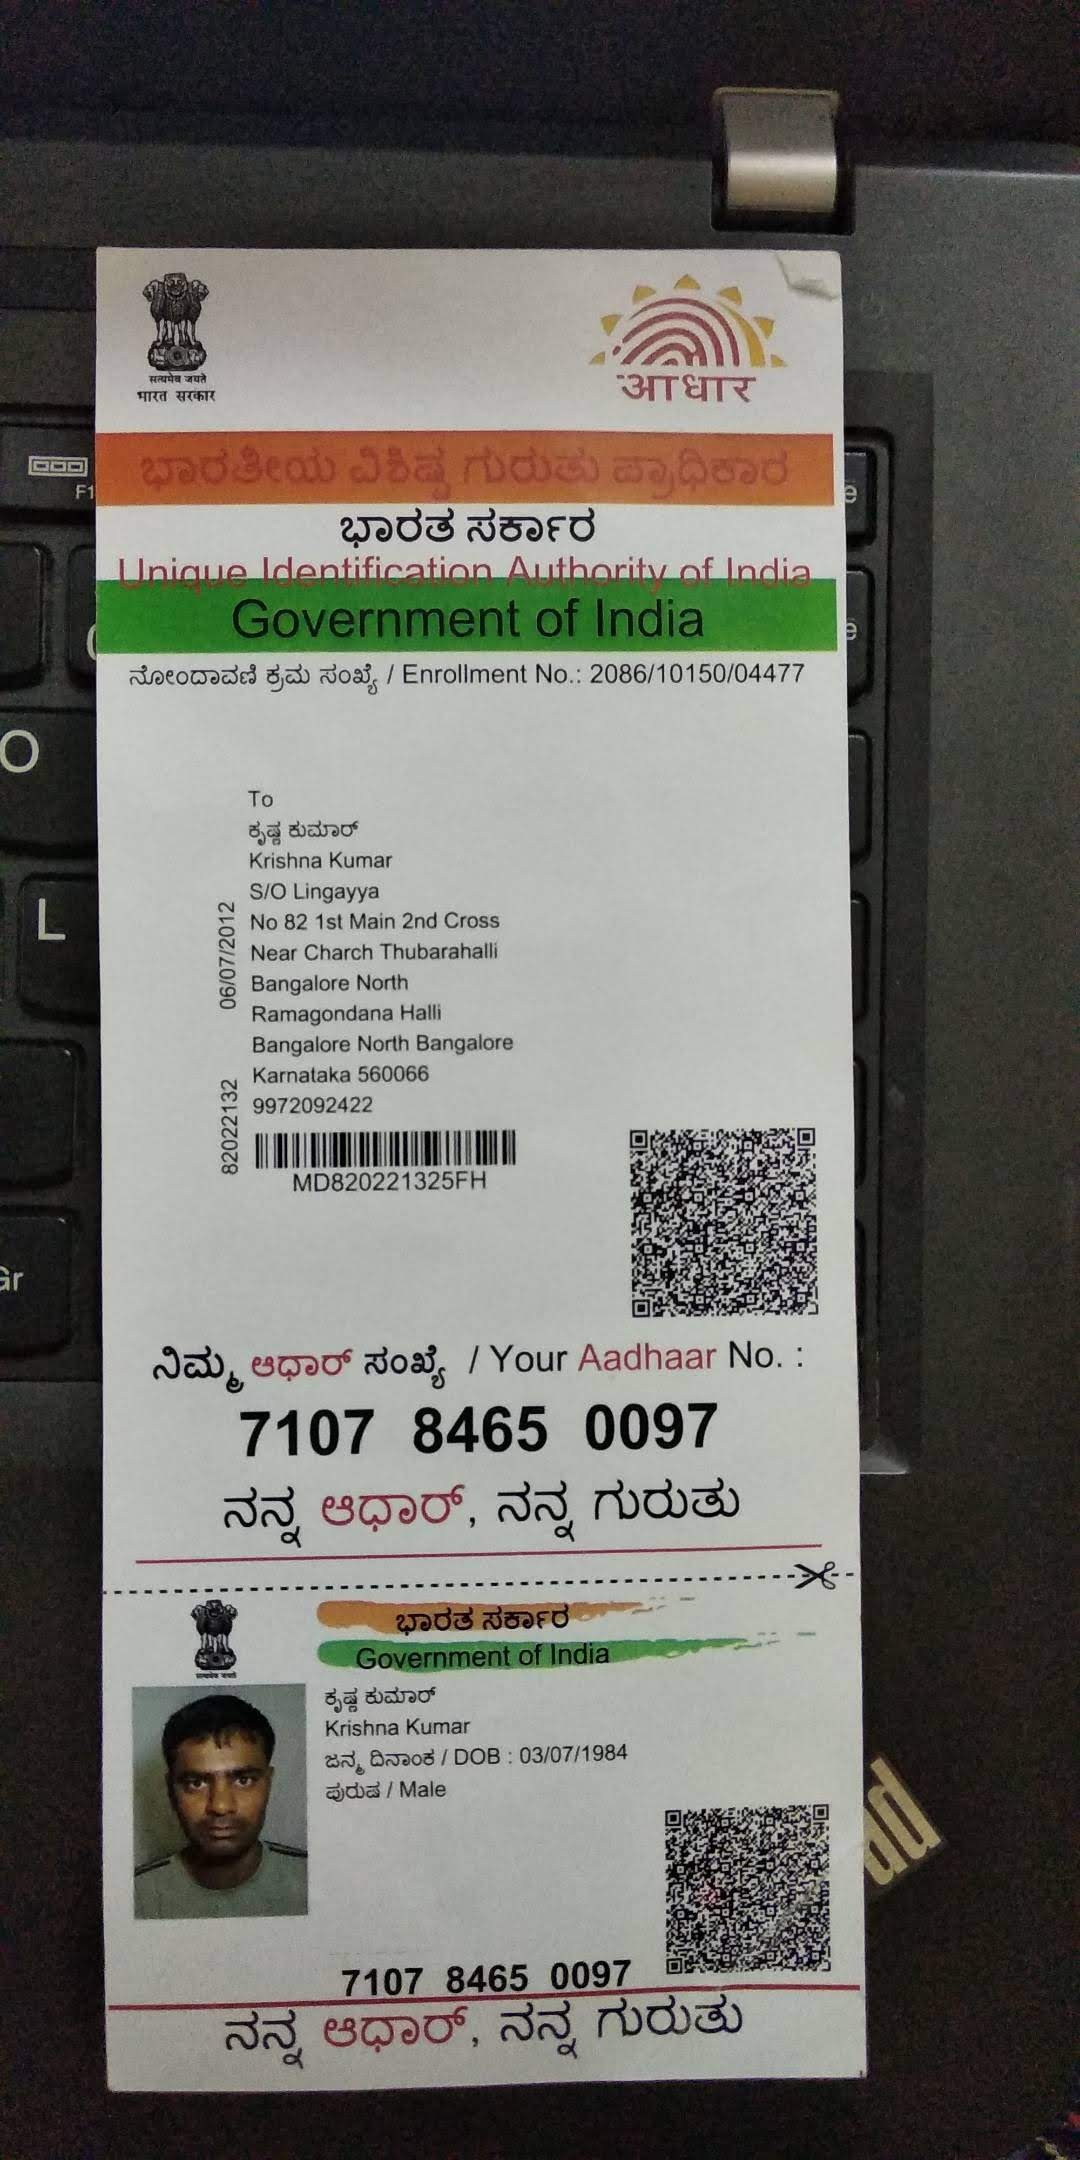 सत्यमेव जयते
भारत सरकार
आधार
ಭಾರತೀಯ ವಿಶಿಷ್ಟ ಗುರುತು ಪ್ರಾಧಿಕಾರ
ಭಾರತ ಸರ್ಕಾರ
Unique Identification Authority of India
Government of India
ನೋಂದಾವಣಿ ಕ್ರಮ ಸಂಖ್ಯೆ / Enrollment No.: 2086/10150/04477
To
ಕೃಷ್ಣ ಕುಮಾರ್
Krishna Kumar
S/O Lingayya
No 82 1st Main 2nd Cross
Near Charch Thubarahalli
Bangalore North
Ramagondana Halli
Bangalore North Bangalore
Karnataka 560066
9972092422
06/07/2012
82022132
MD820221325FH
ನಿಮ್ಮ ಆಧಾರ್ ಸಂಖ್ಯೆ / Your Aadhaar No. :
7107 8465 0097
ನನ್ನ ಆಧಾರ್, ನನ್ನ ಗುರುತು
ಭಾರತ ಸರ್ಕಾರ
Government of India
ಕೃಷ್ಣ ಕುಮಾರ್
Krishna Kumar
ಜನ್ಮ ದಿನಾಂಕ / DOB : 03/07/1984
ಪುರುಷ / Male
7107 8465 0097
ನನ್ನ ಆಧಾರ್, ನನ್ನ ಗುರುತು
F1
O
L
Gr
ad